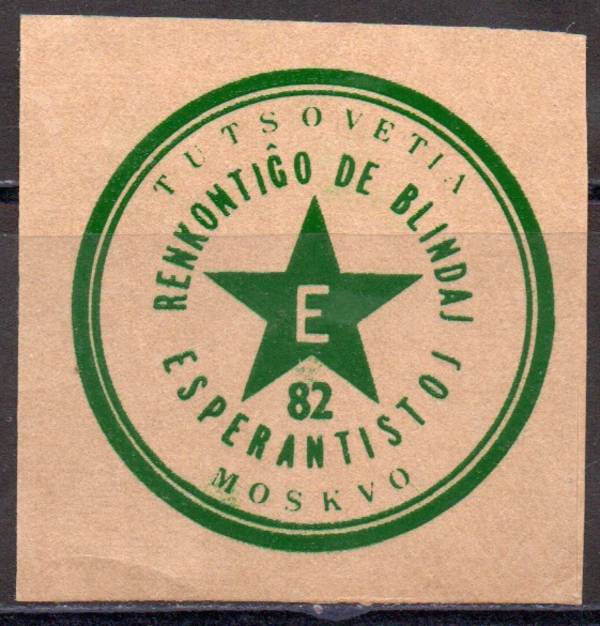 TUTSOVETIA
RENKONTIĜO DE BLINDAJ
E
82
ESPERANTISTOJ
MOSKVO